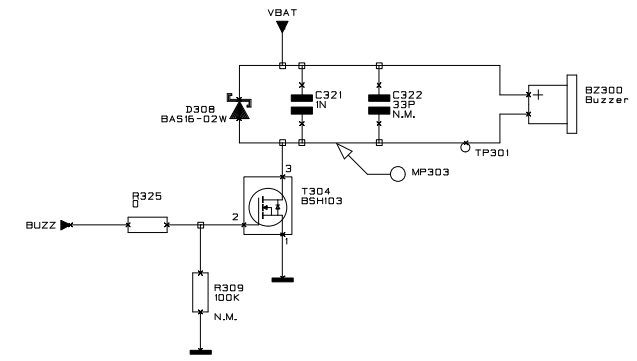 VBAT
C321
1N
C322
33P
N.M.
D308
BAS16-02W
BZ300
Buzzer
+
TP301
MP303
3
T304
BSH103
R325
0
2
BUZZ
1
R309
100K
N.M.